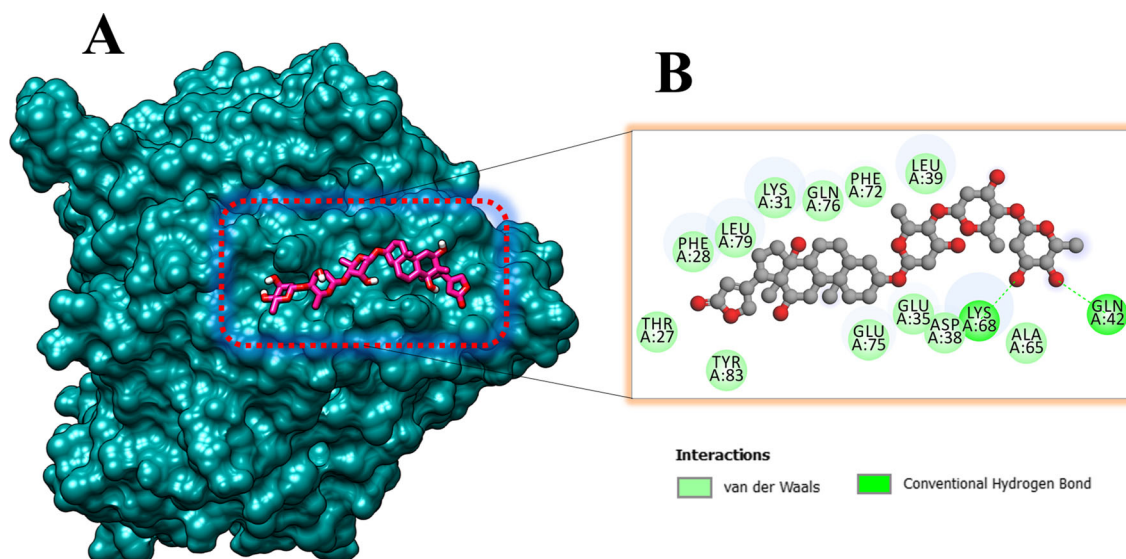 A
B
LEU
A:39
LYS
A:31
GLN
A:76
PHE
A:72
LEU
A:79
PHE
A:28
THR
A:27
TYR
A:83
GLU
A:75
GLU
A:35
ASP
A:38
LYS
A:68
ALA
A:65
GLN
A:42
Interactions
van der Waals
Conventional Hydrogen Bond